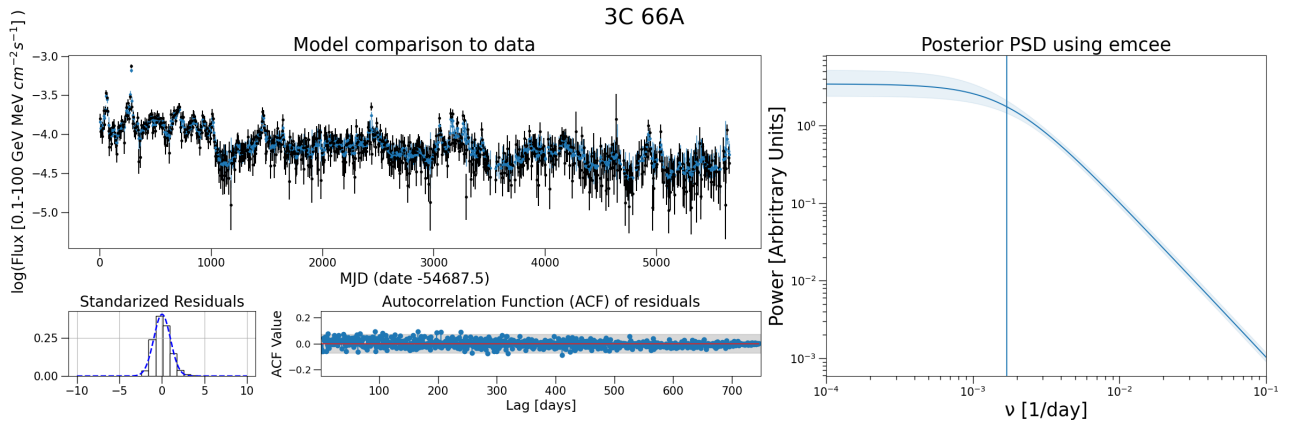 3C 66A
Model comparison to data
log(Flux [0.1-100 GeV MeV cm⁻²s⁻¹] )
−3.0
−3.5
−4.0
−4.5
−5.0
0 1000 2000 3000 4000 5000
MJD (date -54687.5)
Standarized Residuals
0.25
0.00
−10 −5 0 5 10
Autocorrelation Function (ACF) of residuals
ACF Value
0.2
0.0
−0.2
100 200 300 400 500 600 700
Lag [days]
Posterior PSD using emcee
Power [Arbritrary Units]
10⁰
10⁻¹
10⁻²
10⁻³
10⁻⁴ 10⁻³ 10⁻² 10⁻¹
ν [1/day]